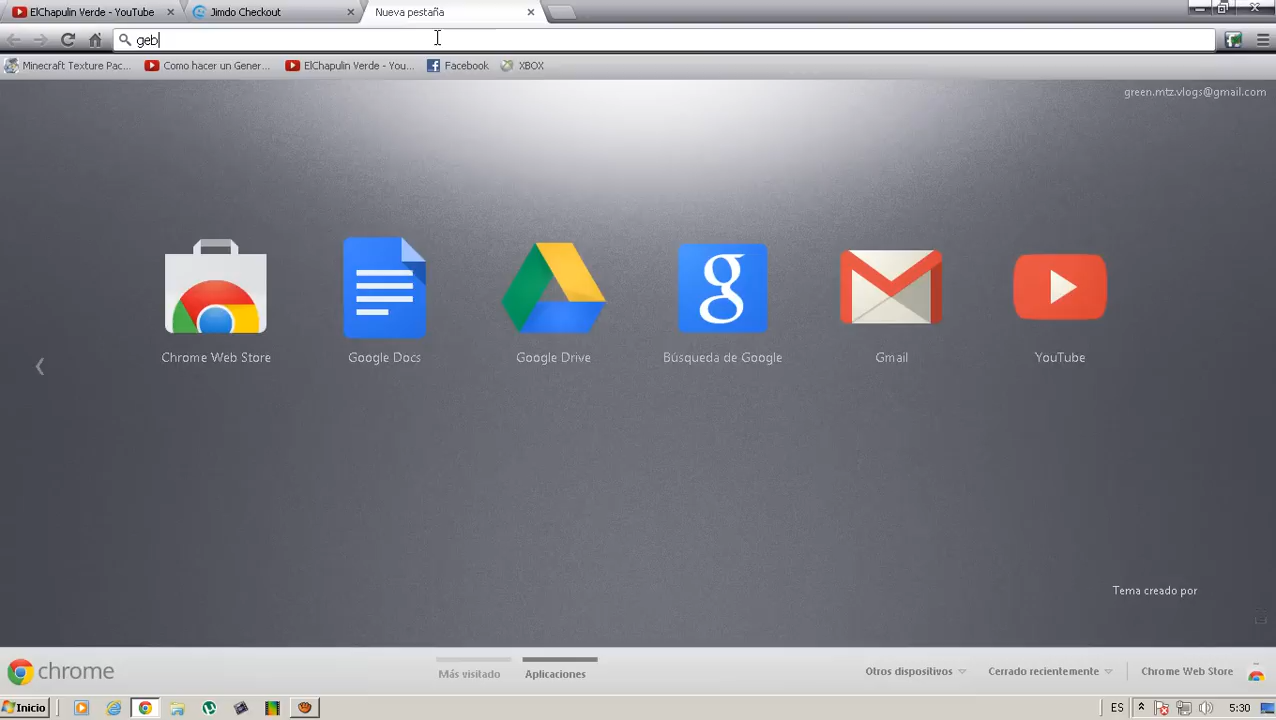 ElChapulin Verde - YouTube
Jimdo Checkout
Nueva pestaña
geb
Minecraft Texture Pac...
Como hacer un Gener...
ElChapulin Verde - You...
Facebook
XBOX
green.mtz.vlogs@gmail.com
Chrome Web Store
Google Docs
Google Drive
Búsqueda de Google
Gmail
YouTube
Tema creado por
chrome
Más visitado
Aplicaciones
Otros dispositivos
Cerrado recientemente
Chrome Web Store
Inicio
ES
5:30